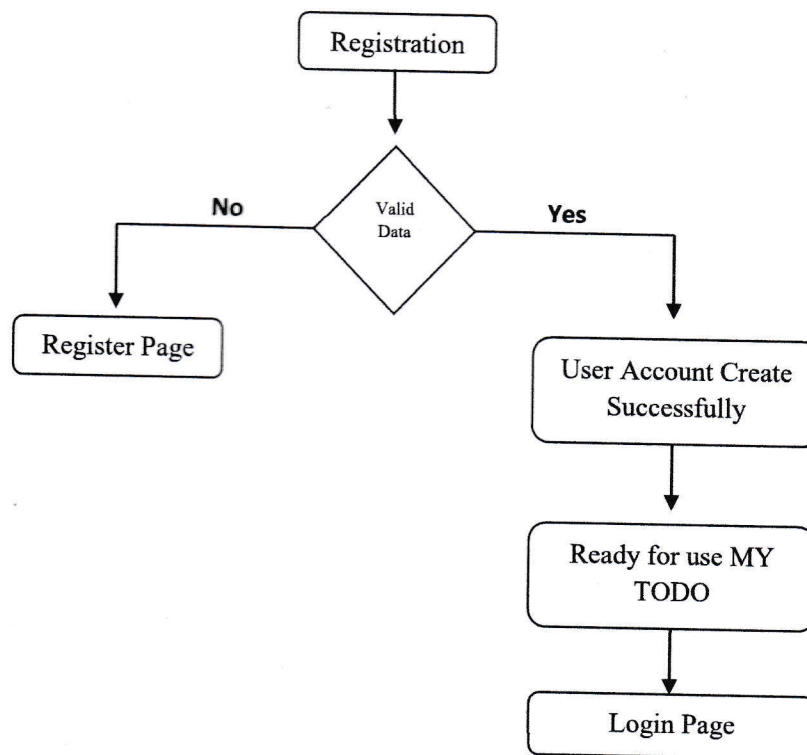 Registration
Valid
Data
No
Yes
Register Page
User Account Create
Successfully
Ready for use MY
TODO
Login Page